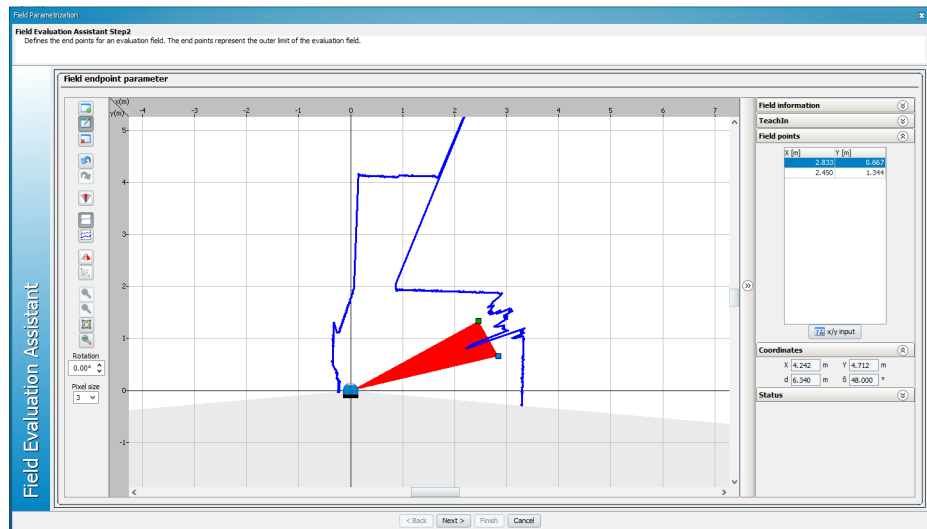 Field Parametrization
x
Field Evaluation Assistant Step2
Defines the end points for an evaluation field. The end points represent the outer limit of the evaluation field.
Field Evaluation Assistant
Field endpoint parameter
x(m)
y(m)
-4 -3 -2 -1 0 1 2 3 4 5 6 7
5
4
3
2
1
0
-1
Rotation
0.00°
Pixel size
3
Field information
TeachIn
Field points
X [m] Y [m]
2.833 0.667
2.450 1.344
x/y input
Coordinates
X 4.242 m Y 4.712 m
d 6.340 m ß 48.000 °
Status
< Back Next > Finish Cancel